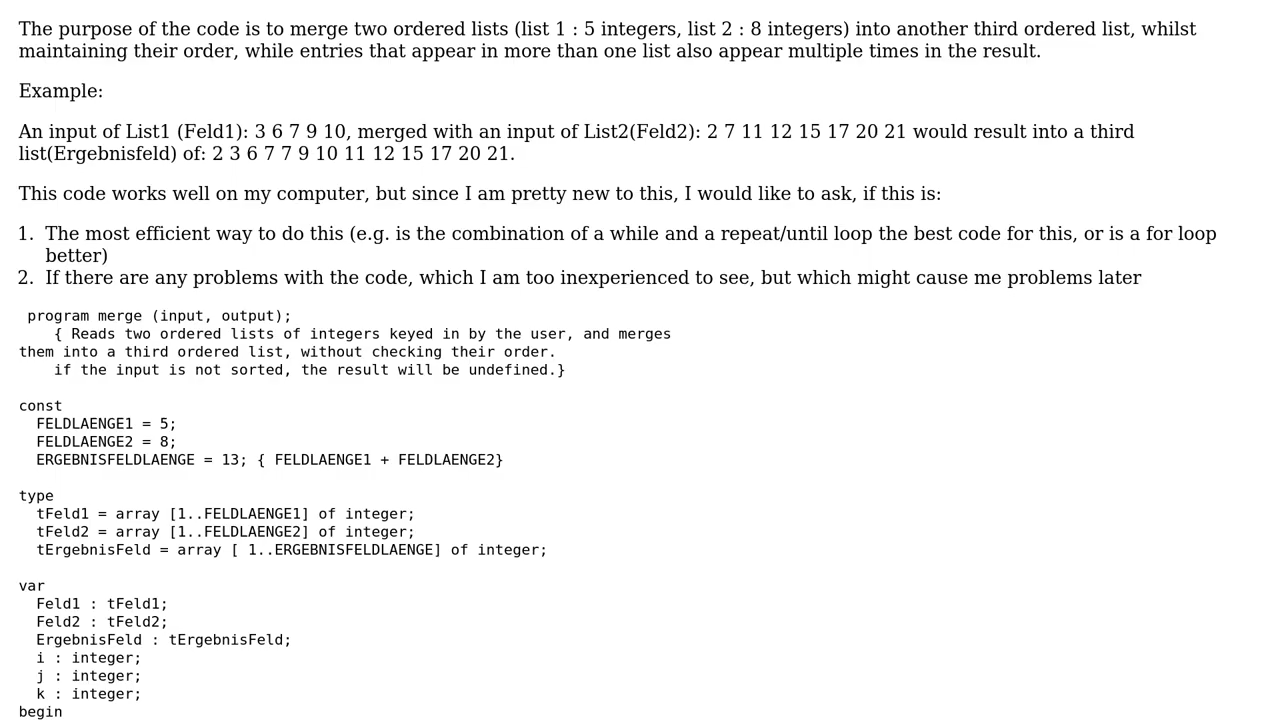 The purpose of the code is to merge two ordered lists (list 1 : 5 integers, list 2 : 8 integers) into another third ordered list, whilst
maintaining their order, while entries that appear in more than one list also appear multiple times in the result.
Example:
An input of List1 (Feld1): 3 6 7 9 10, merged with an input of List2(Feld2): 2 7 11 12 15 17 20 21 would result into a third
list(Ergebnisfeld) of: 2 3 6 7 7 9 10 11 12 15 17 20 21.
This code works well on my computer, but since I am pretty new to this, I would like to ask, if this is:
1. The most efficient way to do this (e.g. is the combination of a while and a repeat/until loop the best code for this, or is a for loop
better)
2. If there are any problems with the code, which I am too inexperienced to see, but which might cause me problems later
program merge (input, output);
{ Reads two ordered lists of integers keyed in by the user, and merges
them into a third ordered list, without checking their order.
if the input is not sorted, the result will be undefined.}
const
FELDLAENGE1 = 5;
FELDLAENGE2 = 8;
ERGEBNISFELDLAENGE = 13; { FELDLAENGE1 + FELDLAENGE2}
type
tFeld1 = array [1..FELDLAENGE1] of integer;
tFeld2 = array [1..FELDLAENGE2] of integer;
tErgebnisFeld = array [ 1..ERGEBNISFELDLAENGE] of integer;
var
Feld1 : tFeld1;
Feld2 : tFeld2;
ErgebnisFeld : tErgebnisFeld;
i : integer;
j : integer;
k : integer;
begin